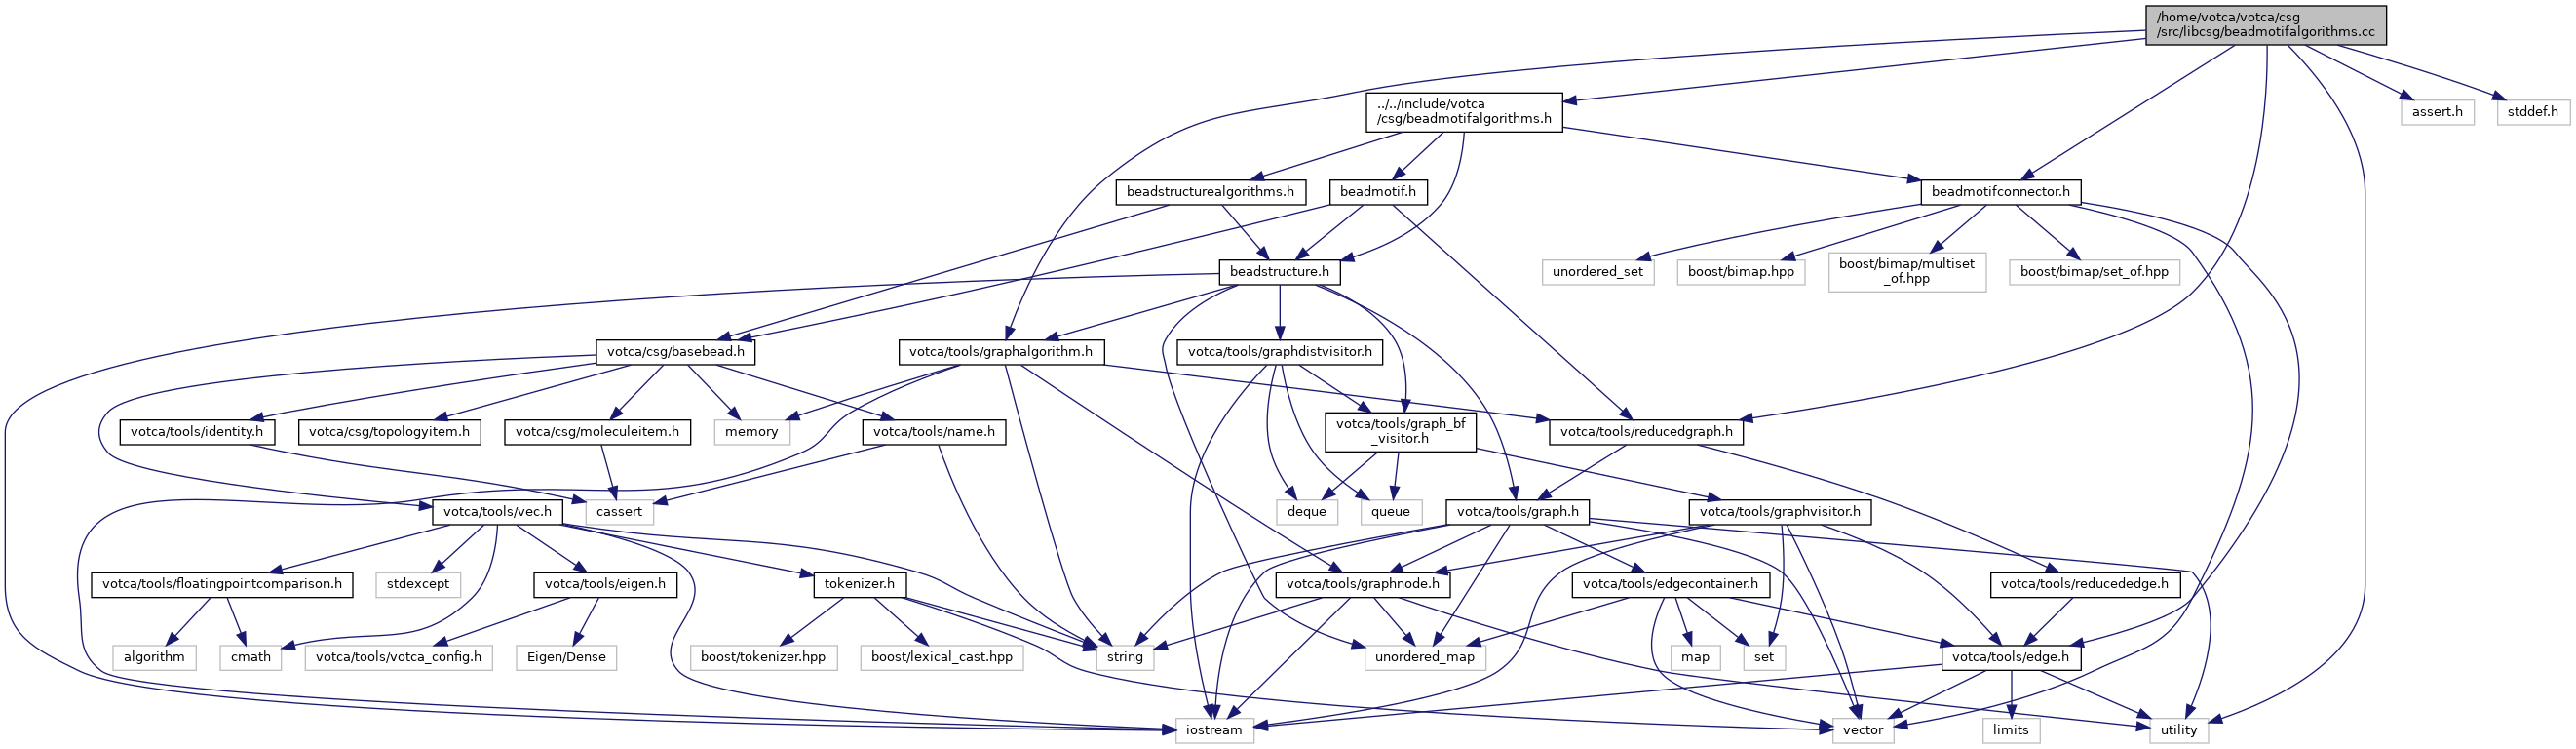 /home/votca/votca/csg
/src/libcsg/beadmotifalgorithms.cc
../../include/votca
/csg/beadmotifalgorithms.h
assert.h
stddef.h
beadstructurealgorithms.h
beadmotif.h
beadmotifconnector.h
beadstructure.h
unordered_set
boost/bimap.hpp
boost/bimap/multiset
_of.hpp
boost/bimap/set_of.hpp
votca/csg/basebead.h
votca/tools/graphalgorithm.h
votca/tools/graphdistvisitor.h
votca/tools/identity.h
votca/csg/topologyitem.h
votca/csg/moleculeitem.h
memory
votca/tools/name.h
votca/tools/graph_bf
_visitor.h
votca/tools/reducedgraph.h
votca/tools/vec.h
cassert
deque
queue
votca/tools/graph.h
votca/tools/graphvisitor.h
votca/tools/floatingpointcomparison.h
stdexcept
votca/tools/eigen.h
tokenizer.h
votca/tools/graphnode.h
votca/tools/edgecontainer.h
votca/tools/reducededge.h
algorithm
cmath
votca/tools/votca_config.h
Eigen/Dense
boost/tokenizer.hpp
boost/lexical_cast.hpp
string
unordered_map
map
set
votca/tools/edge.h
iostream
vector
limits
utility